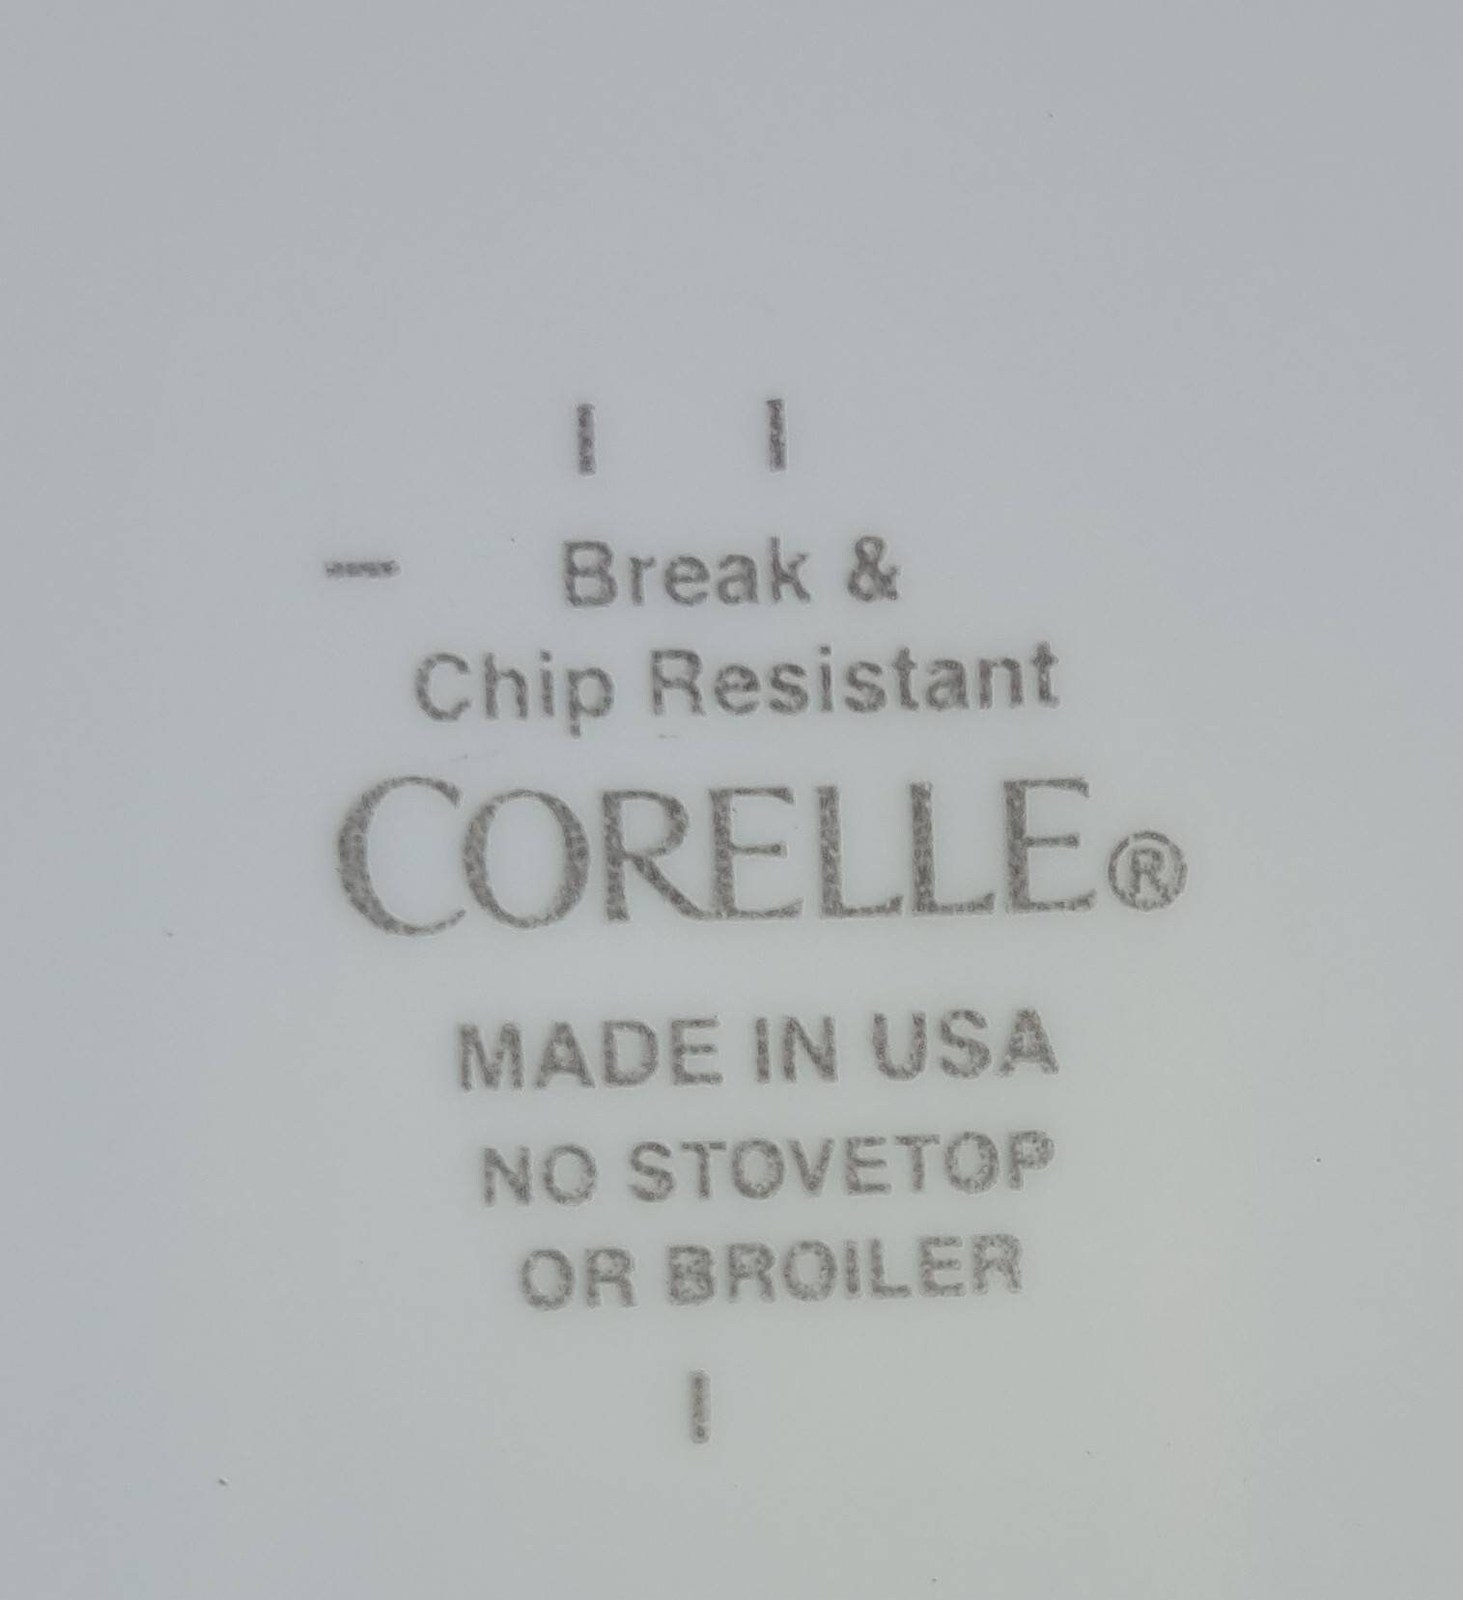 Break &
Chip Resistant
CORELLE®
MADE IN USA
NO STOVETOP
OR BROILER